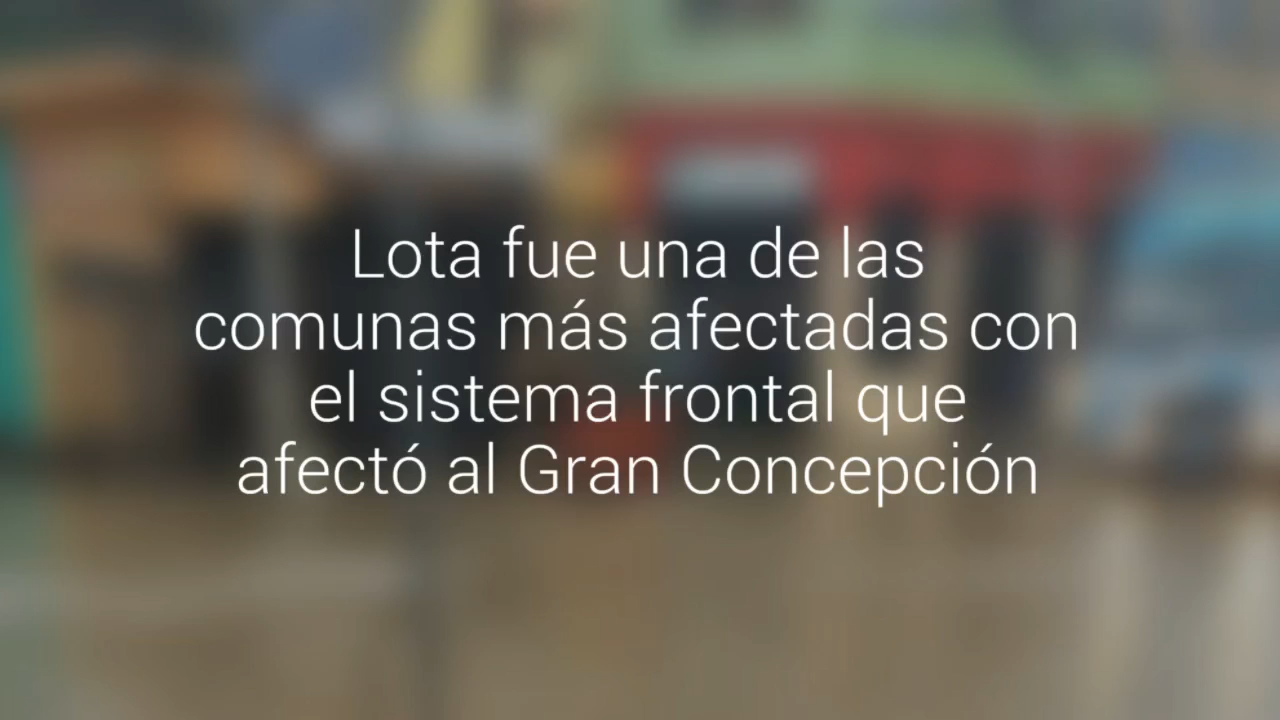 Lota fue una de las
comunas más afectadas con
el sistema frontal que
afectó al Gran Concepción